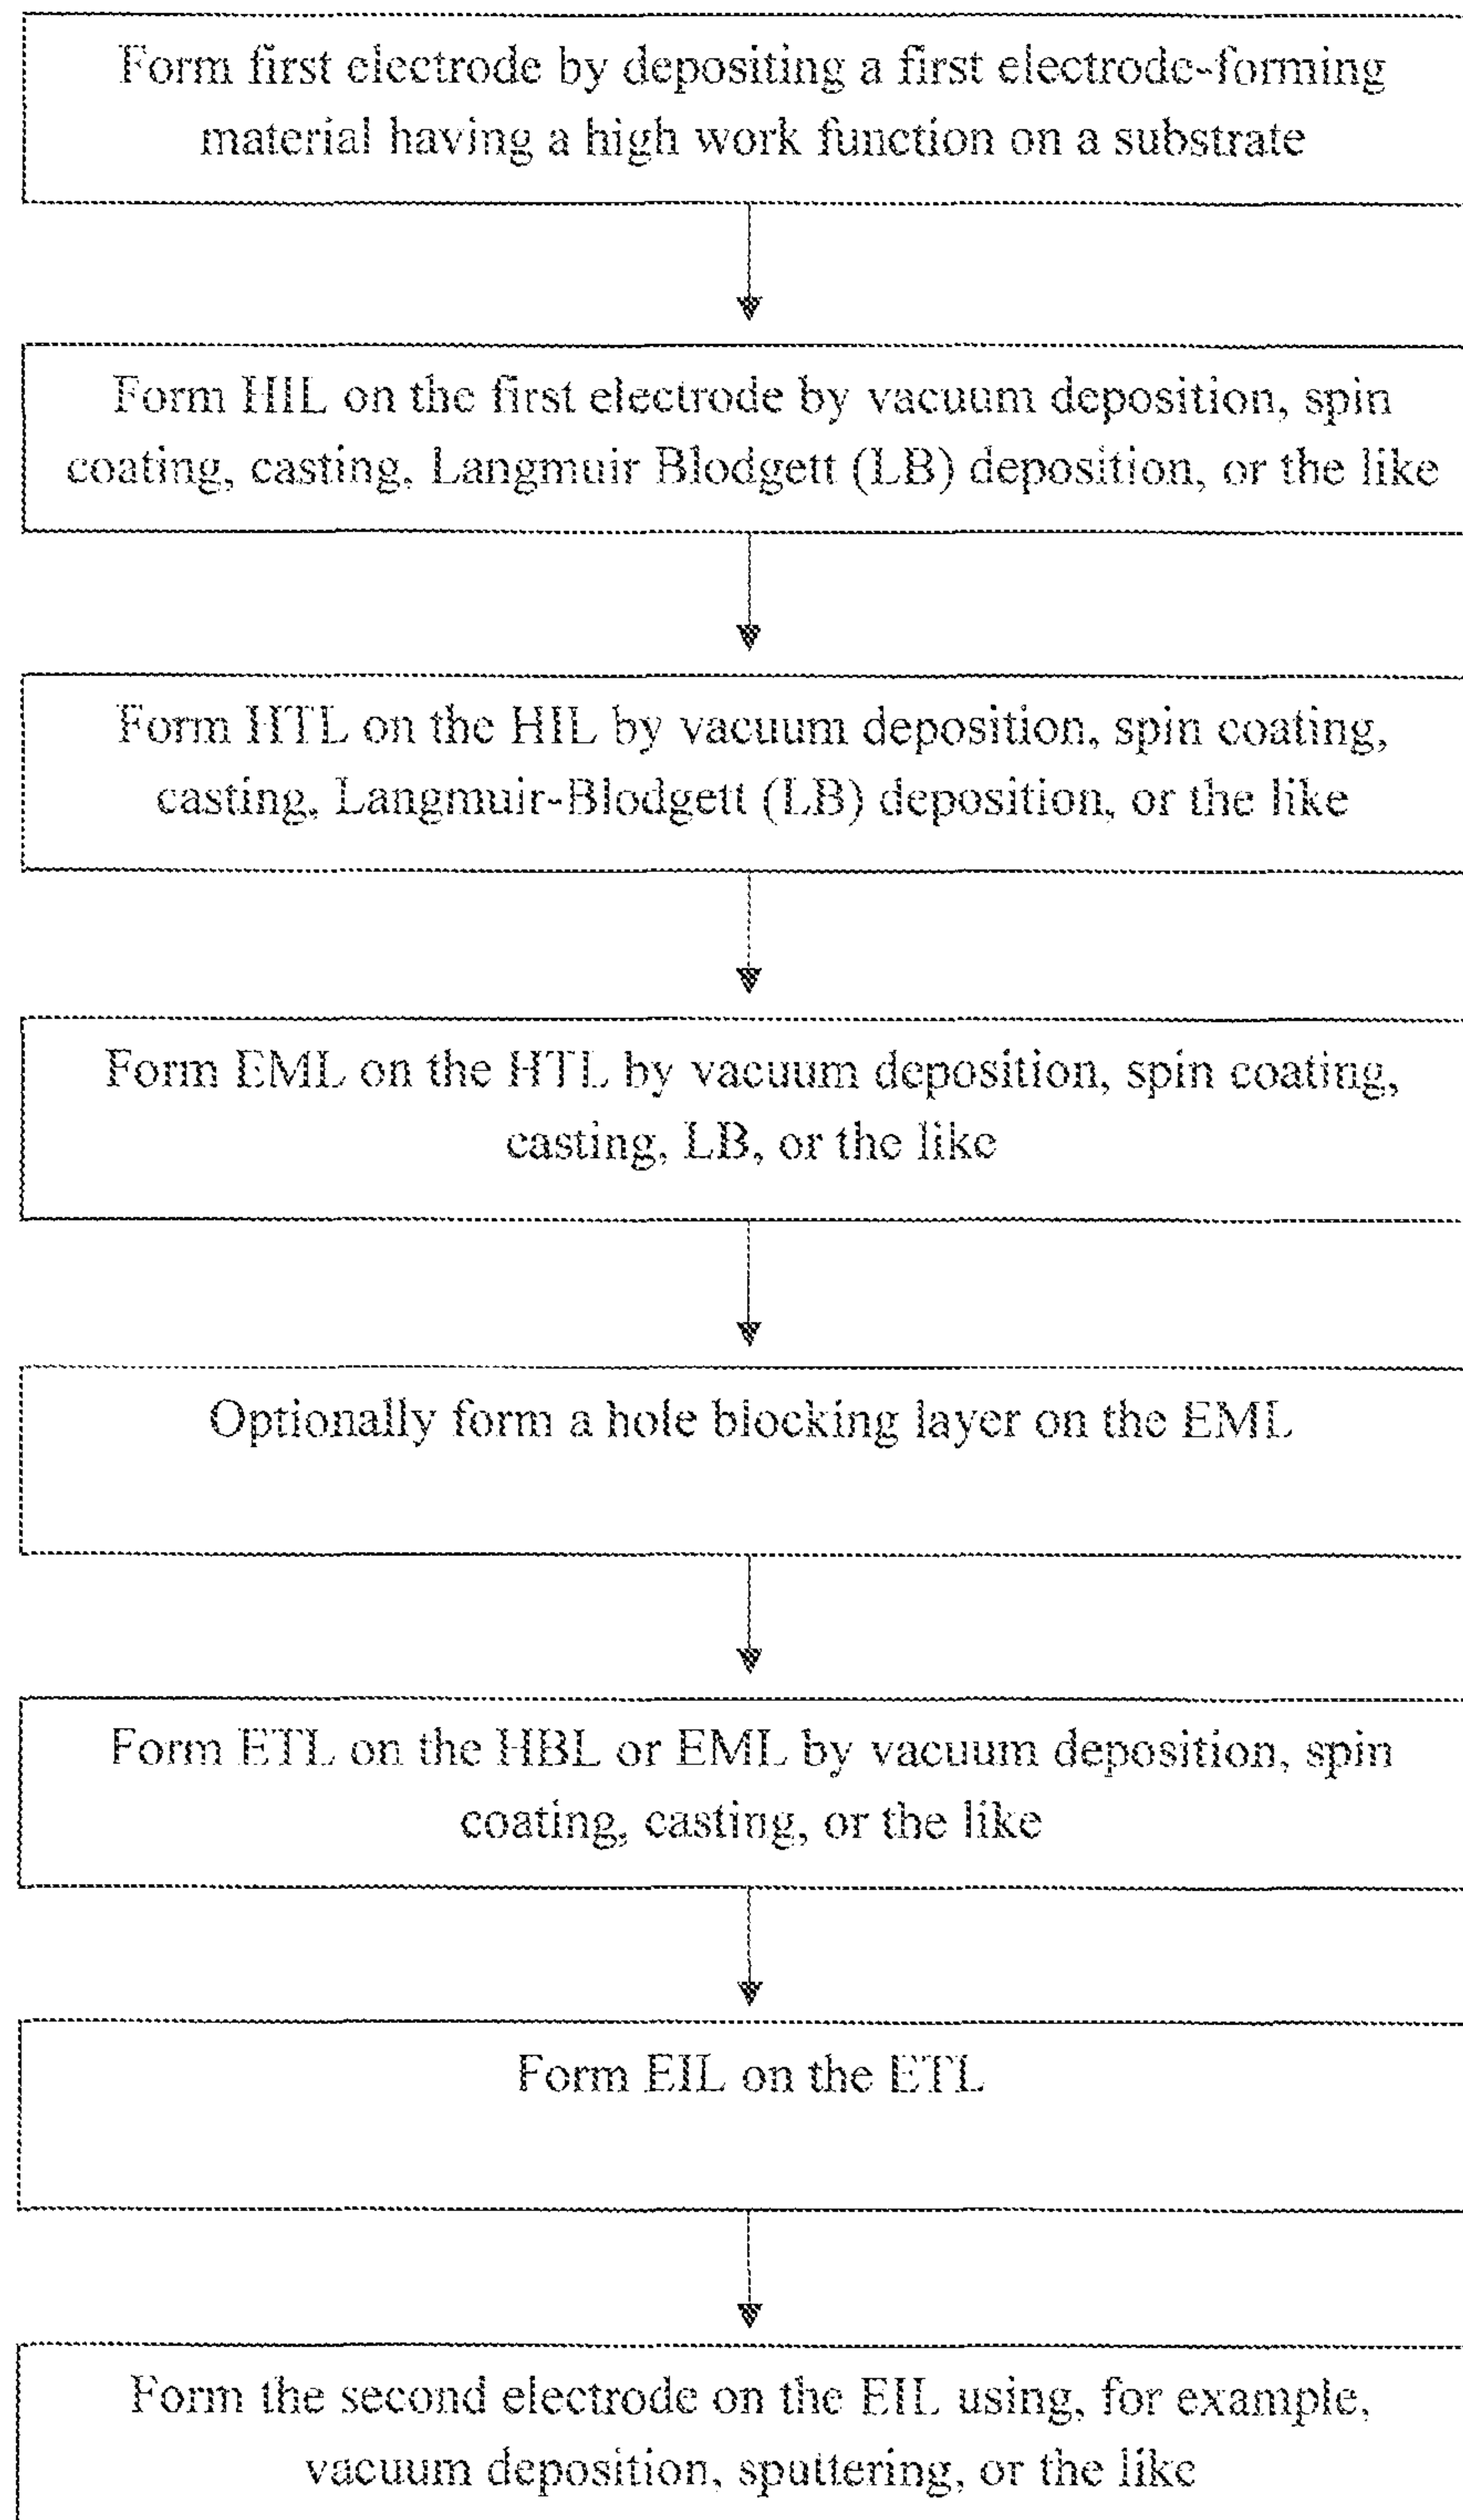 Form first electrode by depositing a first electrode-forming
material having a high work function on a substrate
Form HIL on the first electrode by vacuum deposition, spin
coating, casting, Langmuir Blodgett (LB) deposition, or the like
Form HTL on the HIL by vacuum deposition, spin coating,
casting, Langmuir-Blodgett (LB) deposition, or the like
Form EML on the HTL by vacuum deposition, spin coating,
casting, LB, or the like
Optionally form a hole blocking layer on the EML
Form ETL on the HBL or EML by vacuum deposition, spin
coating, casting, or the like
Form EIL on the ETL
Form the second electrode on the EIL using, for example,
vacuum deposition, sputtering, or the like